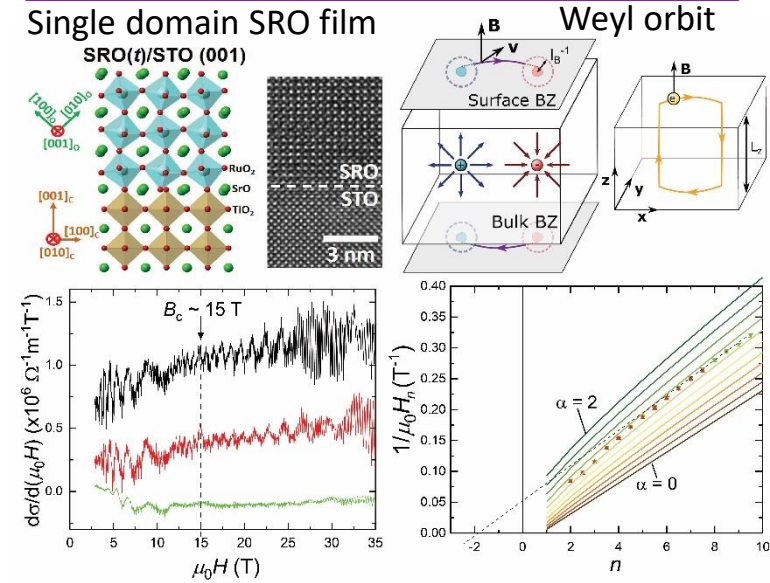 Single domain SRO film
Weyl orbit
SRO(t)/STO (001)
[100]O
[010]O
[001]O
[001]C
[100]C
[010]C
RuO2
SrO
TiO2
SRO
STO
3 nm
B
v
lB⁻¹
Surface BZ
+
-
Bulk BZ
B
e
Lz
z
y
x
Bc ~ 15 T
dσ/d(μ0H) (x10⁶ Ω⁻¹m⁻¹T⁻¹)
1.5
1.0
0.5
0.0
0 5 10 15 20 25 30 35
μ0H (T)
1/μ0Hn (T⁻¹)
0.40
0.35
0.30
0.25
0.20
0.15
0.10
0.05
0.00
α = 2
α = 0
-2 0 2 4 6 8 10
n